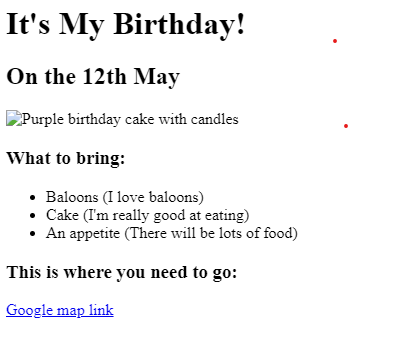 It's My Birthday!
On the 12th May
Purple birthday cake with candles
What to bring:
Baloons (I love baloons)
Cake (I'm really good at eating)
An appetite (There will be lots of food)
This is where you need to go:
Google map link